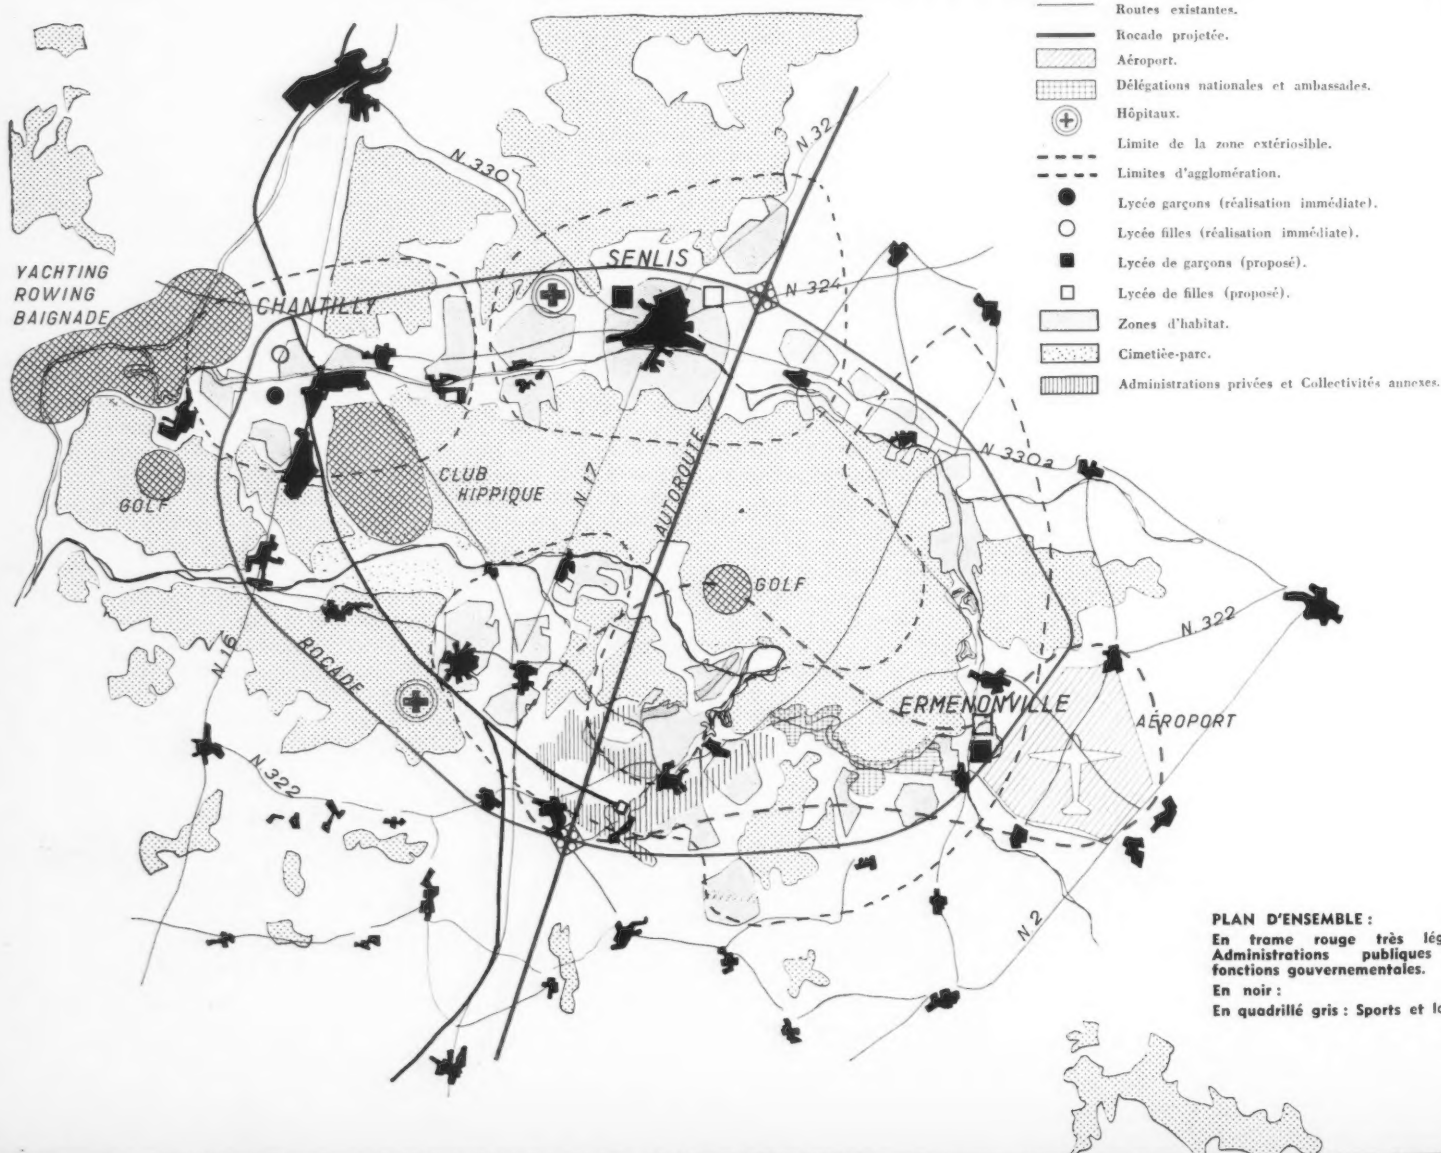 Routes existantes.
Rocade projetée.
Aéroport.
Délégations nationales et ambassades.
Hôpitaux.
Limite de la zone extériosible.
Limites d'agglomération.
Lycée garçons (réalisation immédiate).
Lycée filles (réalisation immédiate).
Lycée de garçons (proposé).
Lycée de filles (proposé).
Zones d'habitat.
Cimetièe-parc.
Administrations privées et Collectivités annexes.
N. 32
N. 330
SENLIS
N 324
YACHTING
ROWING
BAIGNADE
CHANTILLY
N 330a
CLUB
HIPPIQUE
GOLF
N 17
AUTOROUTE
GOLF
N. 322
N. 16
ROCADE
ERMENONVILLE
AÉROPORT
N 322
N 2
PLAN D'ENSEMBLE :
En trame rouge très
Administrations publiques
fonctions gouvernementales.
En noir :
En quadrillé gris : Sports et